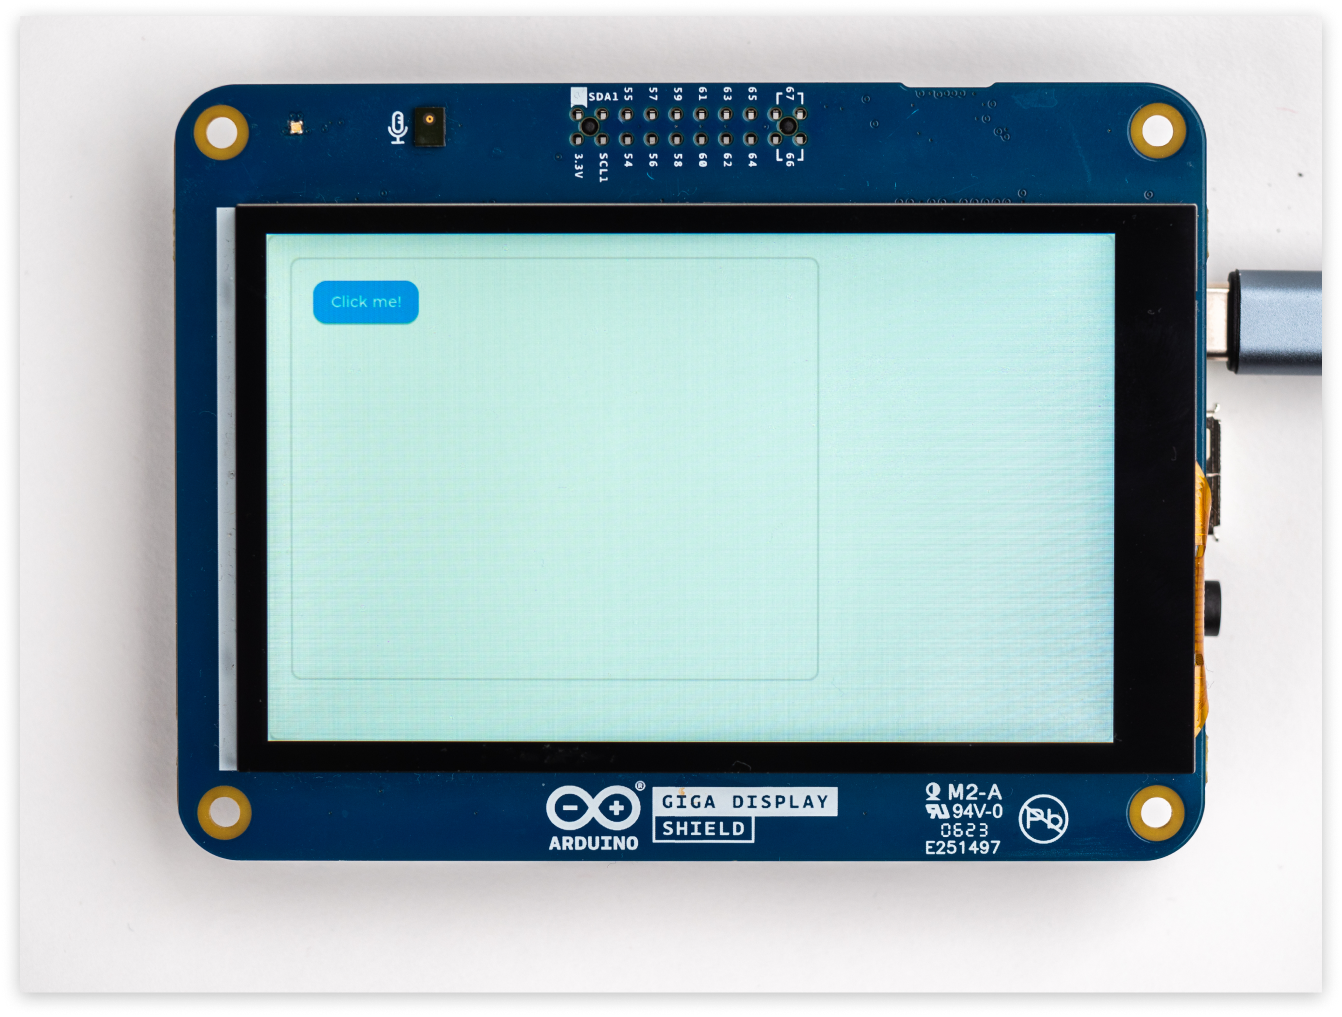 SDA1 55 57 59 61 63 65 67
3.3V SCL1 54 56 58 60 62 64 66
Click me!
®
GIGA DISPLAY
SHIELD
ARDUINO
M2-A
94V-0
0623
E251497
Pb